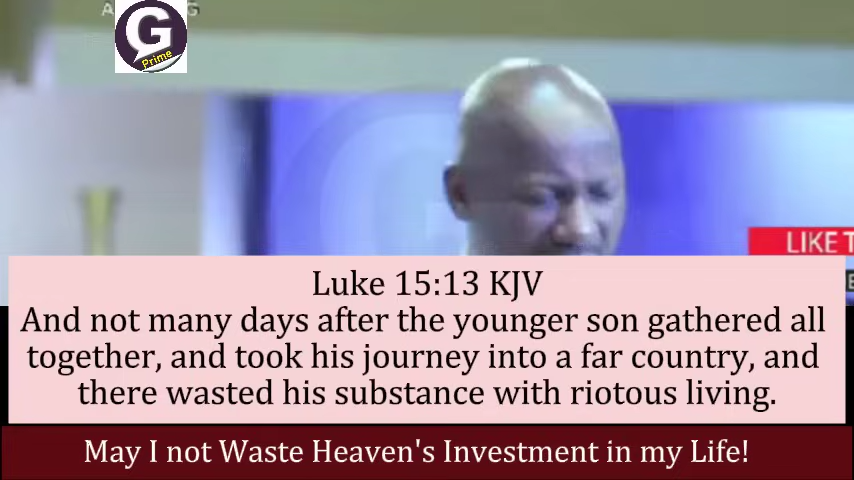 G
Prime
LIKE T
Luke 15:13 KJV
And not many days after the younger son gathered all
together, and took his journey into a far country, and
there wasted his substance with riotous living.
May I not Waste Heaven's Investment in my Life!